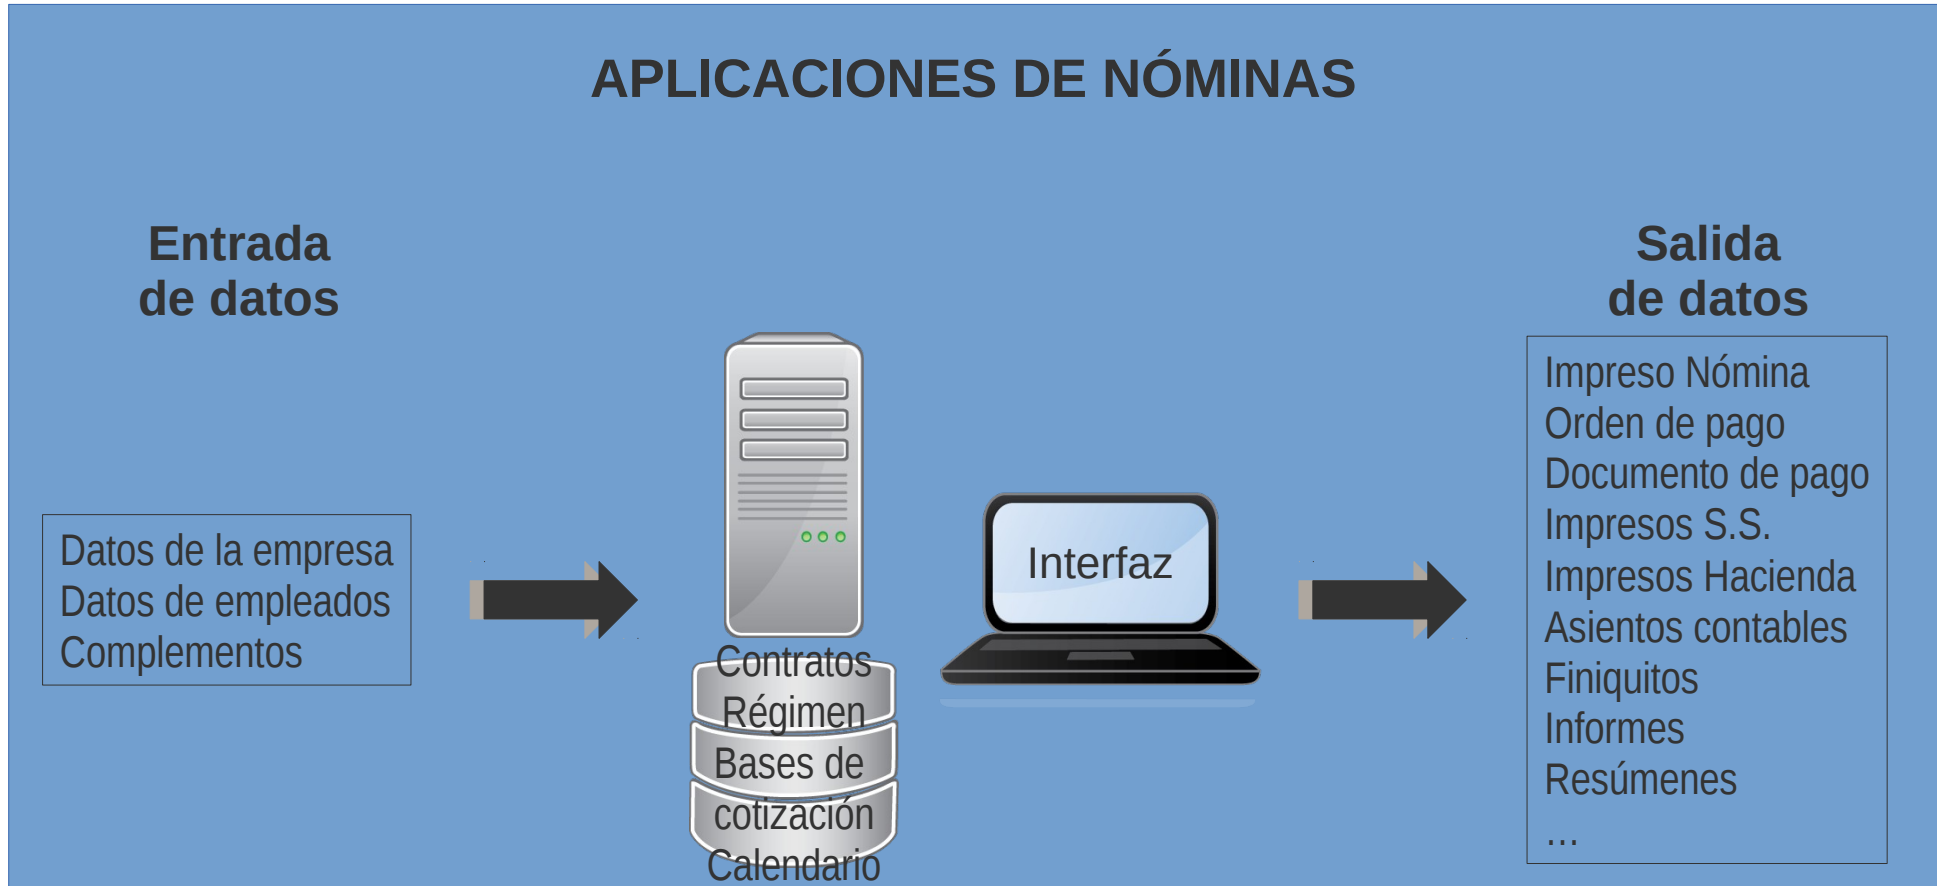 APLICACIONES DE NÓMINAS
Entrada
de datos
Datos de la empresa
Datos de empleados
Complementos
Contratos
Régimen
Bases de
cotización
Calendario
Interfaz
Salida
de datos
Impreso Nómina
Orden de pago
Documento de pago
Impresos S.S.
Impresos Hacienda
Asientos contables
Finiquitos
Informes
Resúmenes
…